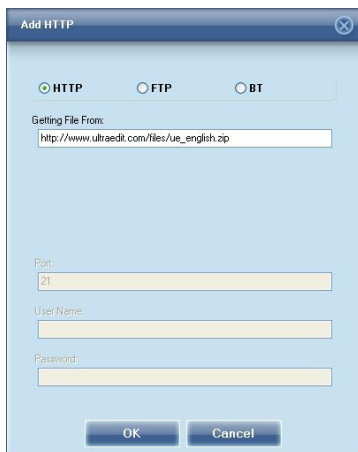 Add HTTP
HTTP FTP BT
Getting File From:
http://www.ultraedit.com/files/ue_english.zip
Port:
21
User Name:
Password:
OK Cancel